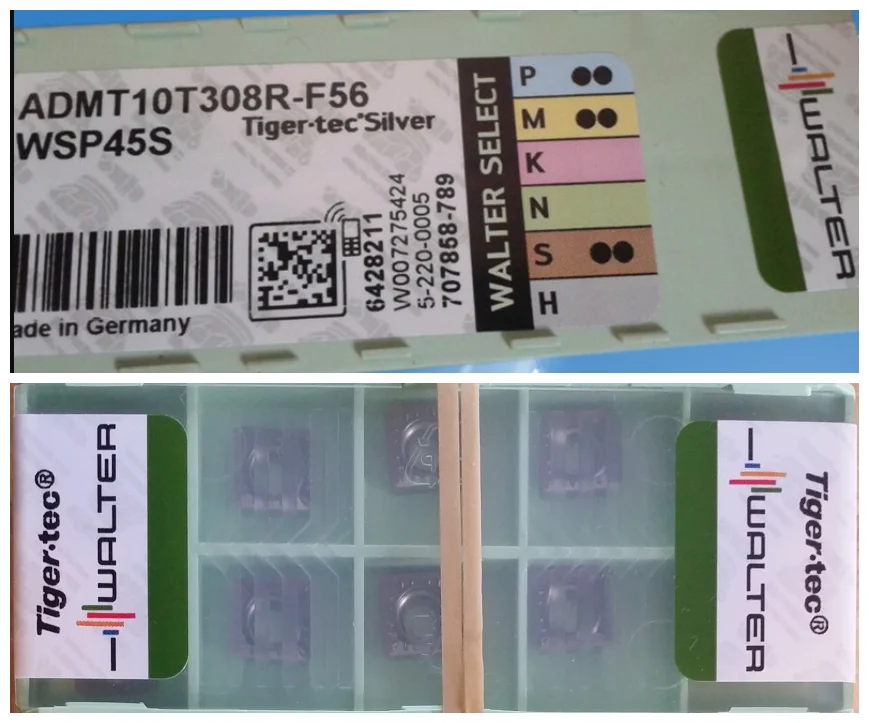 ADMT10T308R-F56
WSP45S
Tiger·tec®Silver
ade in Germany
6428211
W007275424
5-220-0005
707858-789
WALTER SELECT
P
M
K
N
S
H
WALTER
Tiger·tec®
WALTER
WALTER
Tiger·tec®